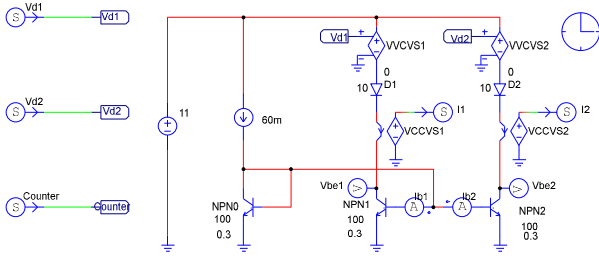 Vd1
S
Vd1
Vd2
S
Vd2
Counter
S
Counter
11
60m
NPN0
100
0.3
Vd1
VVCVS1
0
10
D1
I1
S
VCCVS1
Vbe1
V
NPN1
100
0.3
Ib1
A
Ib2
A
Vd2
VVCVS2
0
10
D2
I2
S
VCCVS2
V
Vbe2
NPN2
100
0.3